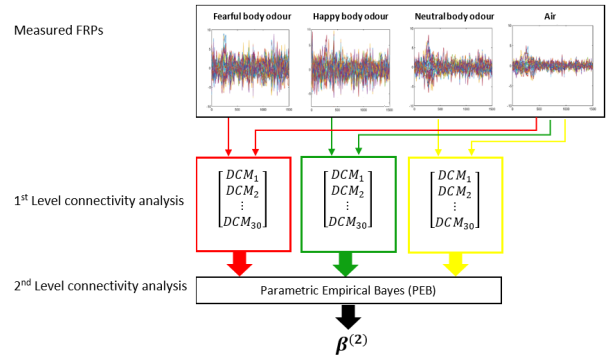 Measured FRPs
Fearful body odour
Happy body odour
Neutral body odour
Air
1st Level connectivity analysis
DCM1
DCM2
⋮
DCM30
DCM1
DCM2
⋮
DCM30
DCM1
DCM2
⋮
DCM30
2nd Level connectivity analysis
Parametric Empirical Bayes (PEB)
β(2)